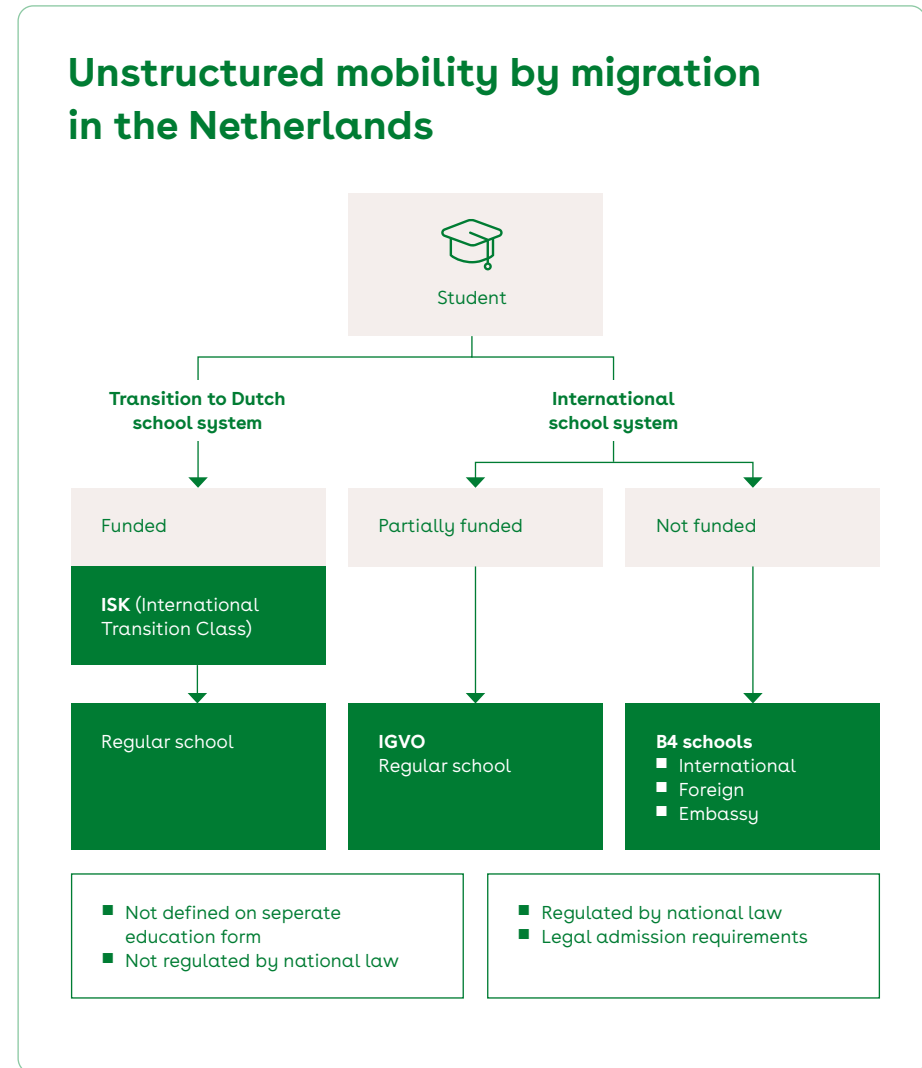 Unstructured mobility by migration
in the Netherlands
Student
Transition to Dutch
school system
International
school system
Funded
Partially funded
Not funded
ISK (International
Transition Class)
Regular school
IGVO
Regular school
B4 schools
■ International
■ Foreign
■ Embassy
■ Not defined on seperate
education form
■ Not regulated by national law
■ Regulated by national law
■ Legal admission requirements